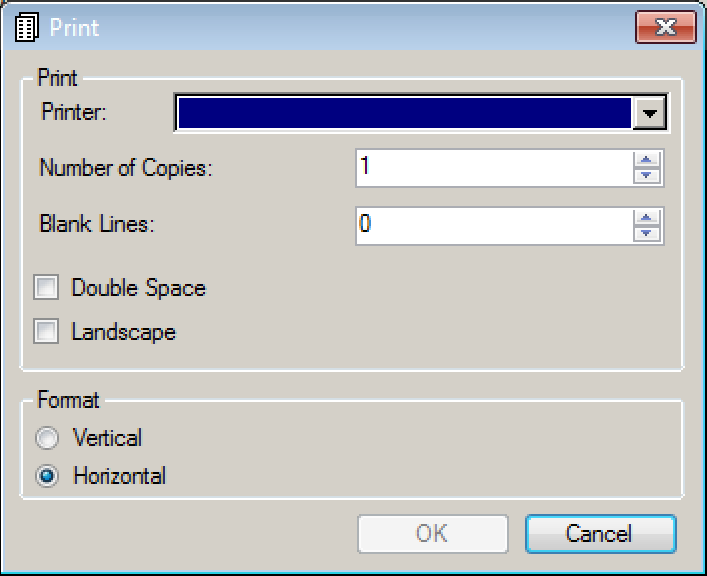 Print
Print
Printer:
Number of Copies: 1
Blank Lines: 0
Double Space
Landscape
Format
Vertical
Horizontal
OK Cancel